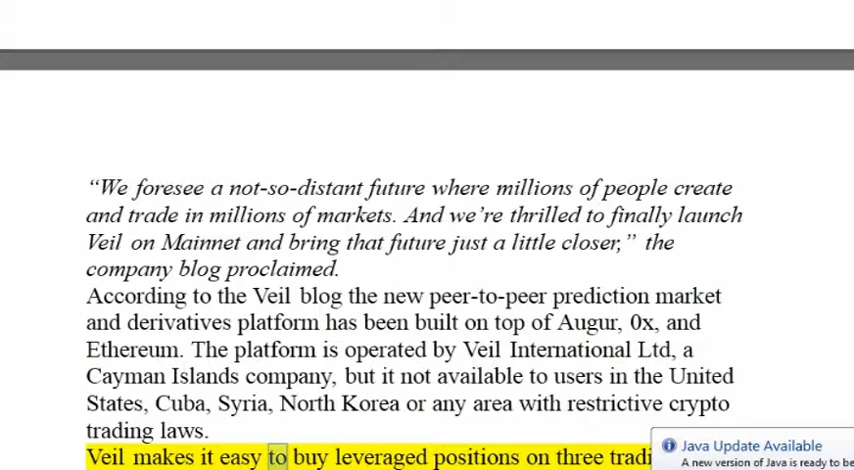 “We foresee a not-so-distant future where millions of people create
and trade in millions of markets. And we’re thrilled to finally launch
Veil on Mainnet and bring that future just a little closer,” the
company blog proclaimed.
According to the Veil blog the new peer-to-peer prediction market
and derivatives platform has been built on top of Augur, 0x, and
Ethereum. The platform is operated by Veil International Ltd, a
Cayman Islands company, but it not available to users in the United
States, Cuba, Syria, North Korea or any area with restrictive crypto
trading laws.
Veil makes it easy to buy leveraged positions on three tradi
Java Update Available
A new version of Java is ready to be